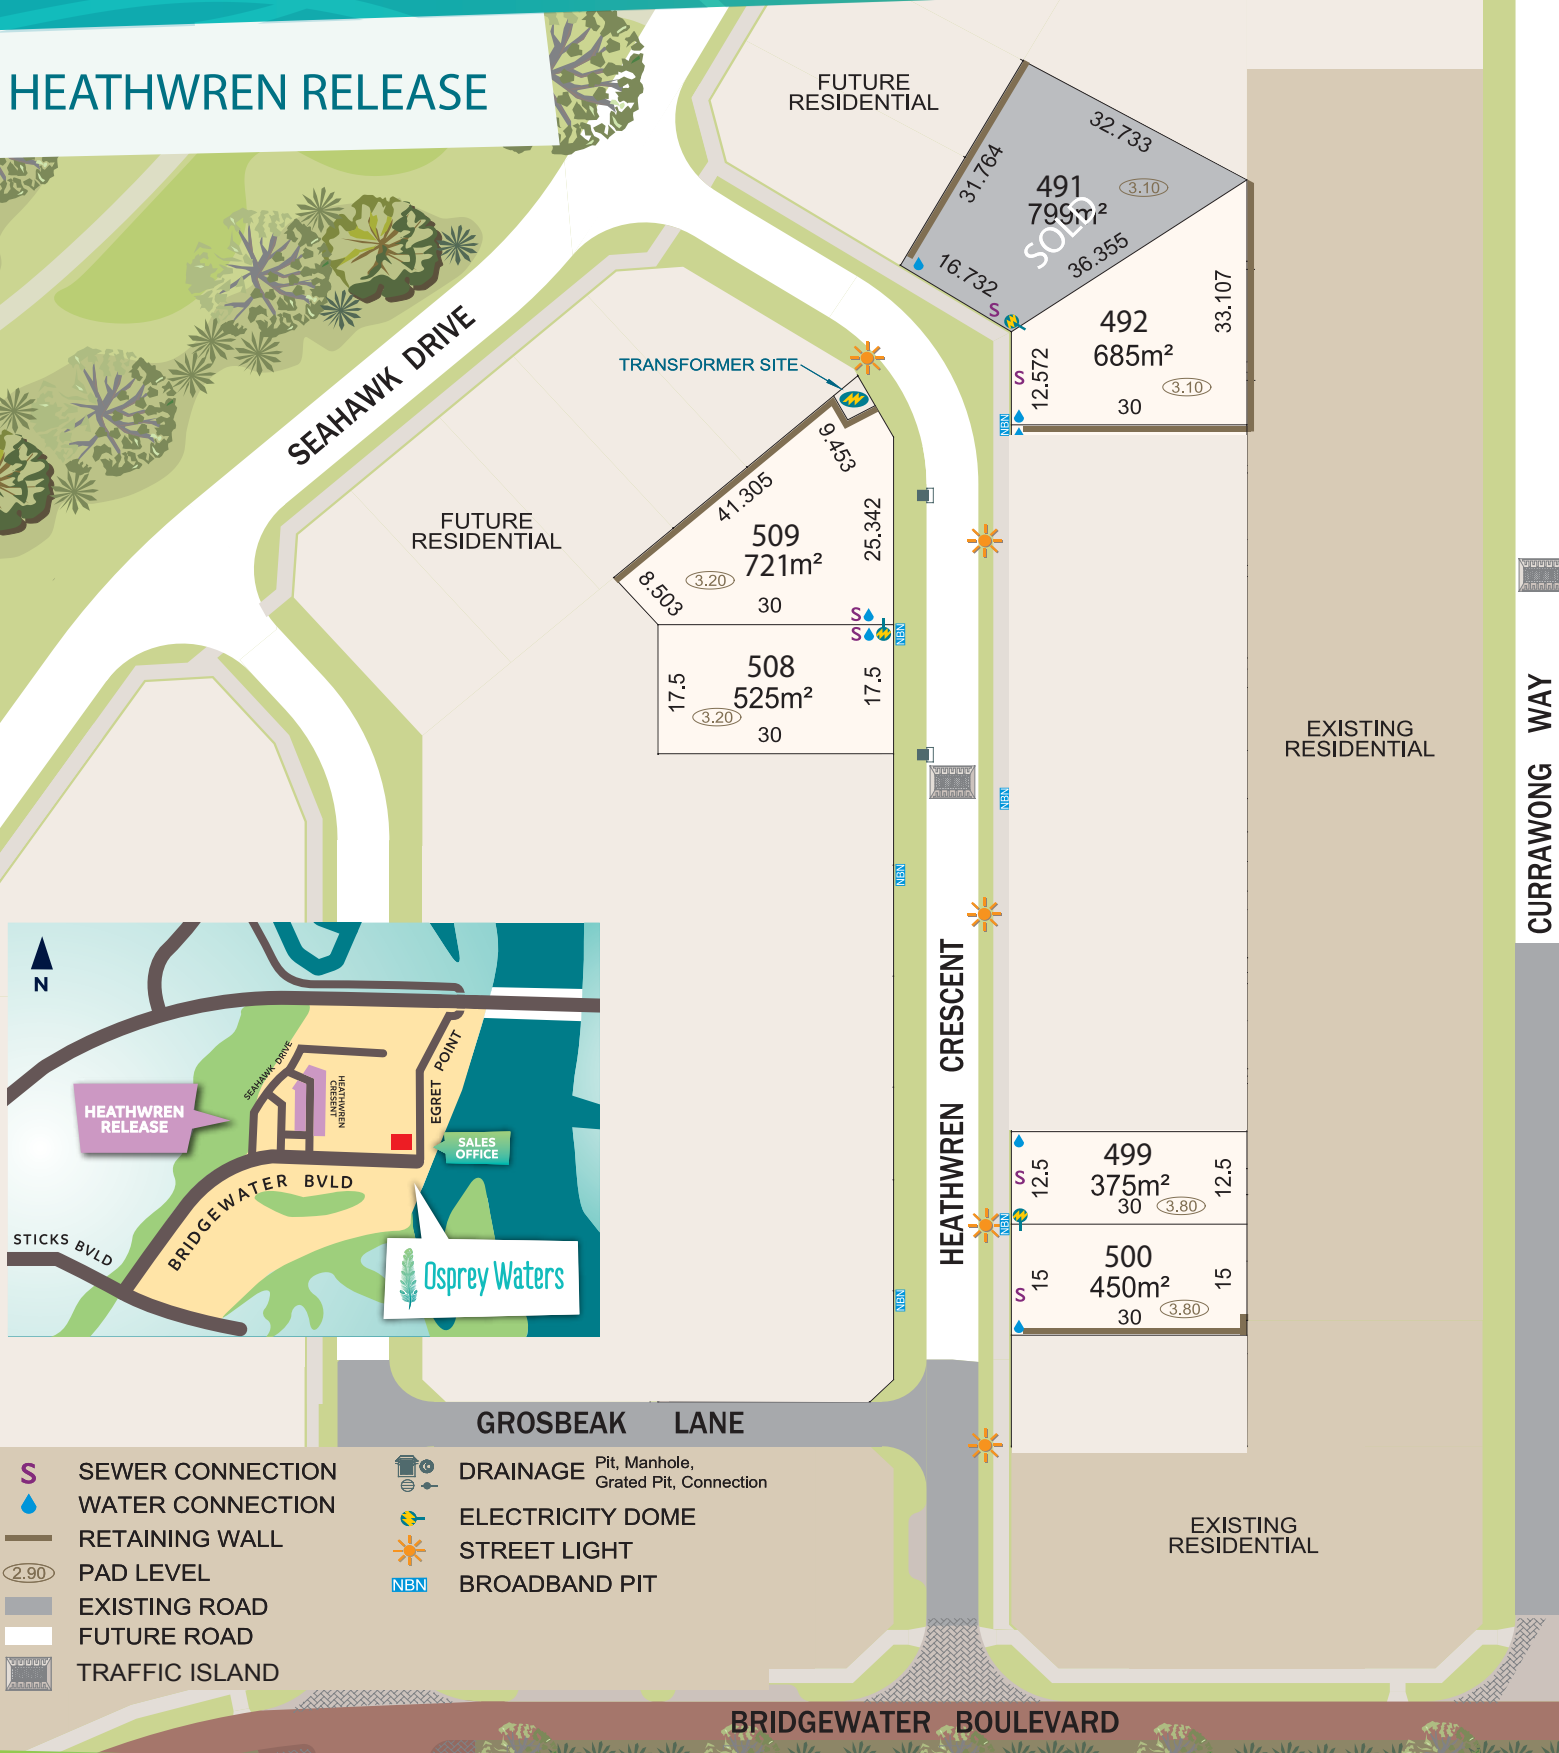 HEATHWREN RELEASE
FUTURE
RESIDENTIAL
32.733
31.764
491
3.10
799m²
SOLD
36.355
16.732
S
33.107
492
685m²
12.572
S
3.10
30
NBN
SEAHAWK DRIVE
TRANSFORMER SITE
9.453
41.305
FUTURE
RESIDENTIAL
509
721m²
25.342
3.20
8.503
30
S
S
NBN
508
525m²
17.5
17.5
3.20
30
EXISTING
RESIDENTIAL
CURRAWONG WAY
NBN
NBN
HEATHWREN CRESCENT
N
SEAHAWK DRIVE
HEATHWREN
CRESENT
EGRET POINT
HEATHWREN
RELEASE
SALES
OFFICE
BRIDGEWATER BVLD
STICKS BVLD
Osprey Waters
499
375m²
12.5
12.5
S
30
3.80
NBN
500
450m²
15
15
S
30
3.80
NBN
GROSBEAK LANE
S SEWER CONNECTION
WATER CONNECTION
RETAINING WALL
2.90 PAD LEVEL
EXISTING ROAD
FUTURE ROAD
TRAFFIC ISLAND
DRAINAGE Pit, Manhole,
Grated Pit, Connection
ELECTRICITY DOME
STREET LIGHT
NBN BROADBAND PIT
EXISTING
RESIDENTIAL
BRIDGEWATER BOULEVARD